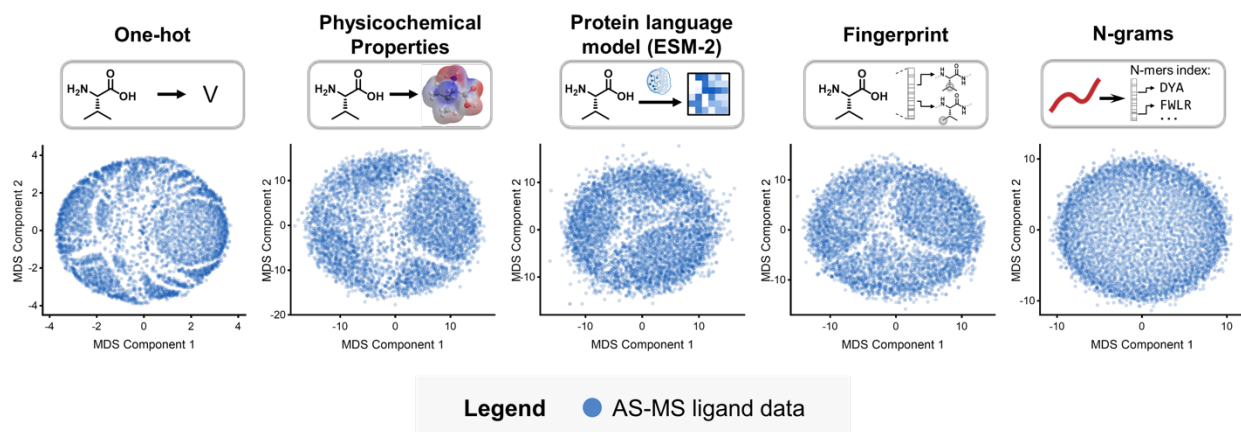 One-hot
Physicochemical
Properties
Protein language
model (ESM-2)
Fingerprint
N-grams
H₂N
O
OH
V
H₂N
O
OH
H₂N
O
OH
H₂N
O
OH
N-mers index:
DYA
FWLR
...
MDS Component 2
4
2
0
-2
-4
-4
-2
0
2
4
MDS Component 1
MDS Component 2
10
0
-10
-20
-10
0
10
MDS Component 1
MDS Component 2
10
0
-10
-10
0
10
MDS Component 1
MDS Component 2
10
0
-10
-10
0
10
MDS Component 1
MDS Component 2
10
0
-10
-10
0
10
MDS Component 1
Legend
AS-MS ligand data